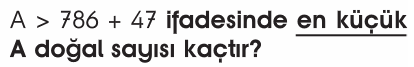 A > 786 + 47 ifadesinde en küçük
A doğal sayısı kaçtır?